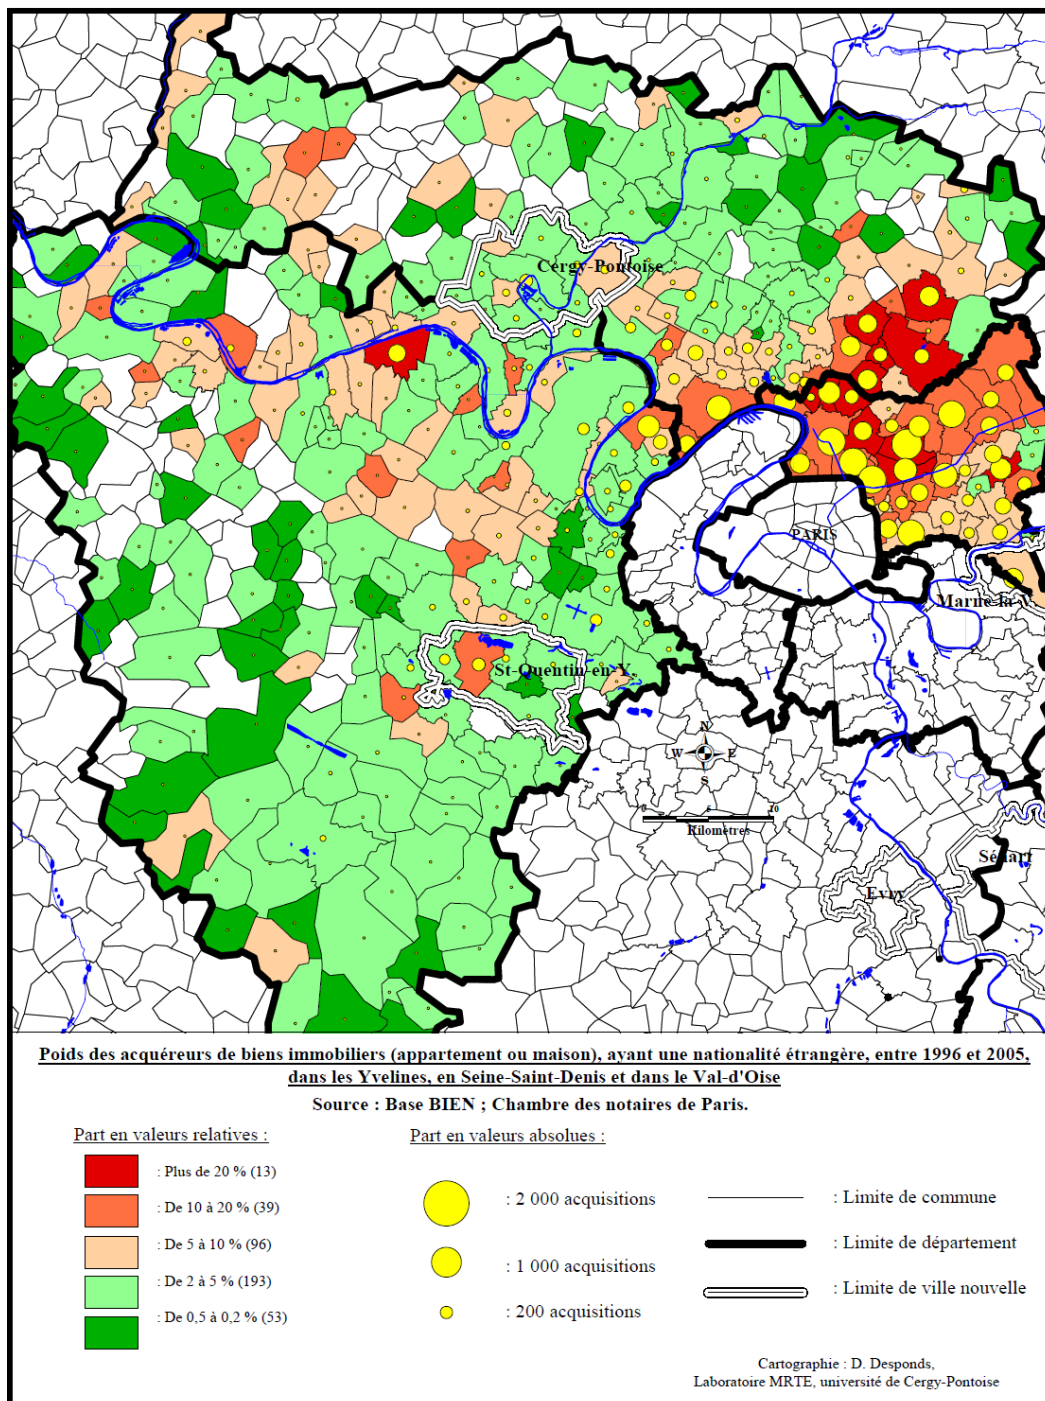 Cergy-Pontoise
PARIS
Marne-la-V.
St-Quentin-en-Y.
N
W E
S
0 5 10
Kilomètres
Sénart
Evry
Poids des acquéreurs de biens immobiliers (appartement ou maison), ayant une nationalité étrangère, entre 1996 et 2005,
dans les Yvelines, en Seine-Saint-Denis et dans le Val-d'Oise
Source : Base BIEN ; Chambre des notaires de Paris.
Part en valeurs relatives :
: Plus de 20 % (13)
: De 10 à 20 % (39)
: De 5 à 10 % (96)
: De 2 à 5 % (193)
: De 0,5 à 0,2 % (53)
Part en valeurs absolues :
: 2 000 acquisitions
: 1 000 acquisitions
: 200 acquisitions
: Limite de commune
: Limite de département
: Limite de ville nouvelle
Cartographie : D. Desponds,
Laboratoire MRTE, université de Cergy-Pontoise